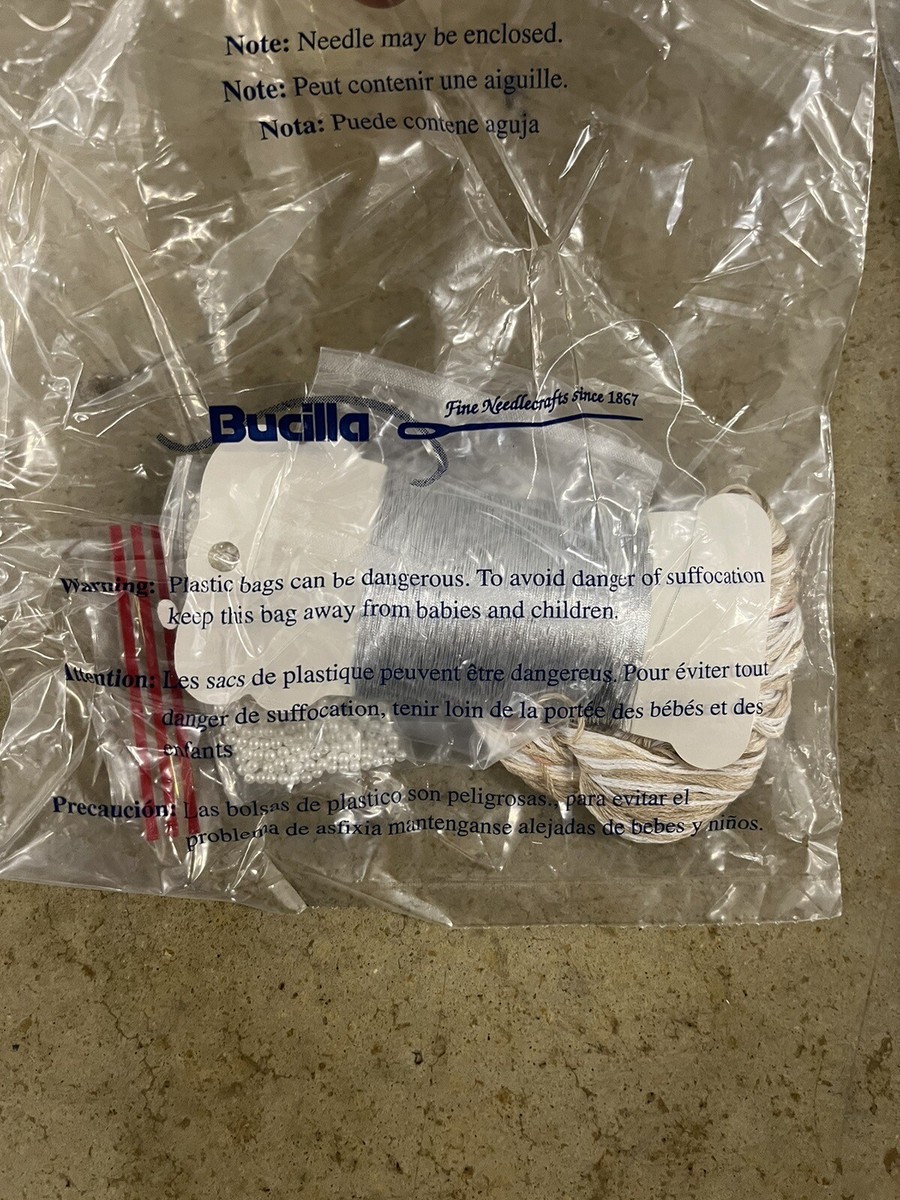 Note: Needle may be enclosed.
Note: Peut contenir une aiguille.
Nota: Puede contene aguja
Bucilla
Fine Needlecrafts since 1867
Warning: Plastic bags can be dangerous. To avoid danger of suffocation
keep this bag away from babies and children.
Attention: Les sacs de plastique peuvent être dangereus. Pour éviter tout
danger de suffocation, tenir loin de la portée des bébés et des
enfants
Precaución: Las bolsas de plastico son peligrosas., para evitar el
problema de asfixia mantenganse alejadas de bebes y niños.